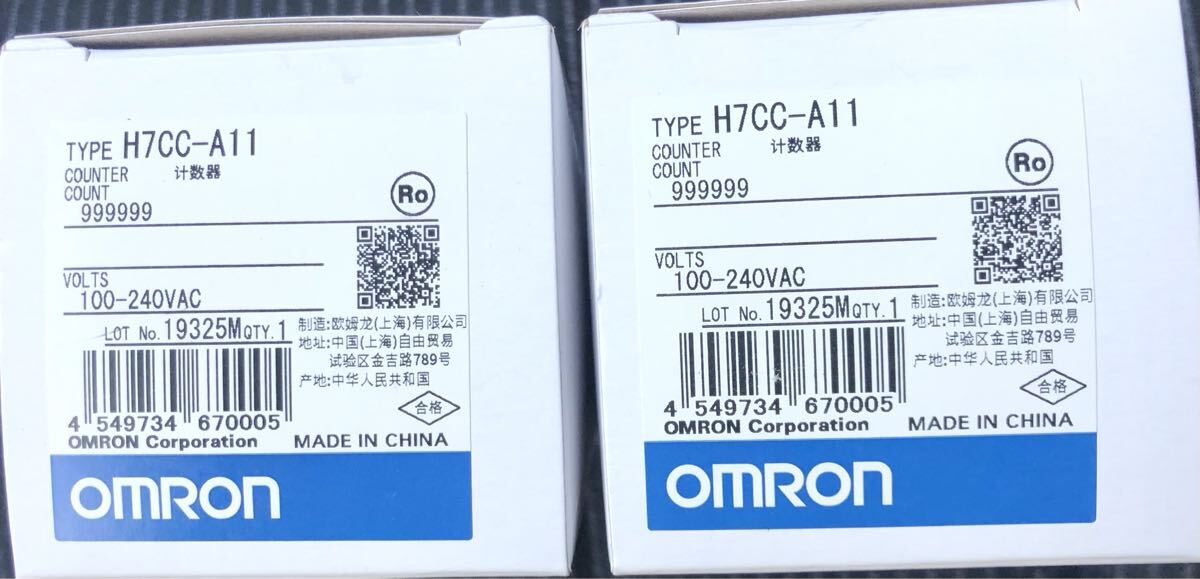 TYPE H7CC-A11
COUNTER 计数器
COUNT
999999
Ro
VOLTS
100-240VAC
LOT No. 19325M QTY. 1
制造:欧姆龙(上海)有限公司
地址:中国(上海)自由贸易
试验区金吉路789号
产地:中华人民共和国
合格
4 549734 670005
OMRON Corporation MADE IN CHINA
OMRON
TYPE H7CC-A11
COUNTER 计数器
COUNT
999999
Ro
VOLTS
100-240VAC
LOT No. 19325M QTY. 1
制造:欧姆龙(上海)有限公司
地址:中国(上海)自由贸易
试验区金吉路789号
产地:中华人民共和国
合格
4 549734 670005
OMRON Corporation MADE IN CHINA
OMRON